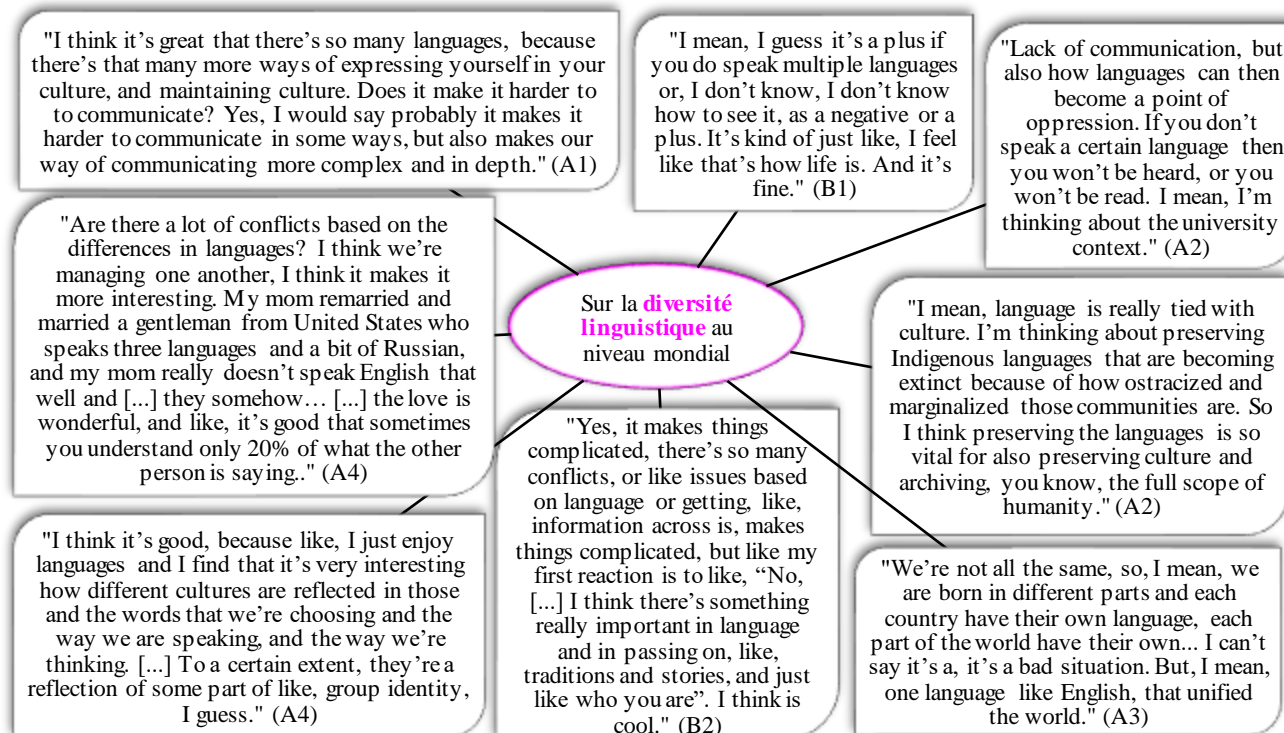 "I think it's great that there's so many languages, because
there's that many more ways of expressing yourself in your
culture, and maintaining culture. Does it make it harder to
to communicate? Yes, I would say probably it makes it
harder to communicate in some ways, but also makes our
way of communicating more complex and in depth." (A1)
"I mean, I guess it's a plus if
you do speak multiple languages
or, I don't know, I don't know
how to see it, as a negative or a
plus. It's kind of just like, I feel
like that's how life is. And it's
fine." (B1)
"Lack of communication, but
also how languages can then
become a point of
oppression. If you don't
speak a certain language then
you won't be heard, or you
won't be read. I mean, I'm
thinking about the university
context." (A2)
"Are there a lot of conflicts based on the
differences in languages? I think we're
managing one another, I think it makes it
more interesting. My mom remarried and
married a gentleman from United States who
speaks three languages and a bit of Russian,
and my mom really doesn't speak English that
well and [...] they somehow… [...] the love is
wonderful, and like, it's good that sometimes
you understand only 20% of what the other
person is saying.." (A4)
Sur la diversité
linguistique au
niveau mondial
"I mean, language is really tied with
culture. I'm thinking about preserving
Indigenous languages that are becoming
extinct because of how ostracized and
marginalized those communities are. So
I think preserving the languages is so
vital for also preserving culture and
archiving, you know, the full scope of
humanity." (A2)
"I think it's good, because like, I just enjoy
languages and I find that it's very interesting
how different cultures are reflected in those
and the words that we're choosing and the
way we are speaking, and the way we're
thinking. [...] To a certain extent, they're a
reflection of some part of like, group identity,
I guess." (A4)
"Yes, it makes things
complicated, there's so many
conflicts, or like issues based
on language or getting, like,
information across is, makes
things complicated, but like my
first reaction is to like, “No,
[...] I think there's something
really important in language
and in passing on, like,
traditions and stories, and just
like who you are”. I think is
cool." (B2)
"We're not all the same, so, I mean, we
are born in different parts and each
country have their own language, each
part of the world have their own... I can't
say it's a, it's a bad situation. But, I mean,
one language like English, that unified
the world." (A3)